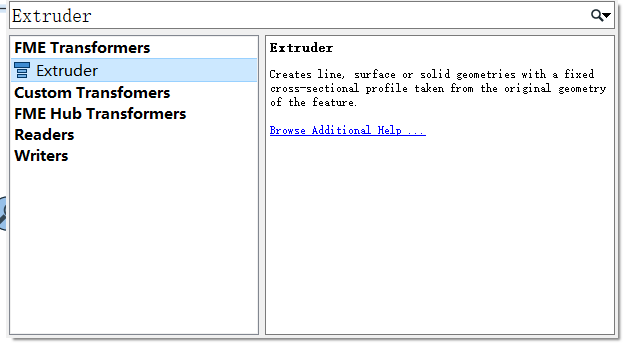 Extruder
FME Transformers
Extruder
Custom Transfomers
FME Hub Transformers
Readers
Writers
Extruder
Creates line, surface or solid geometries with a fixed
cross-sectional profile taken from the original geometry
of the feature.
Browse Additional Help ...